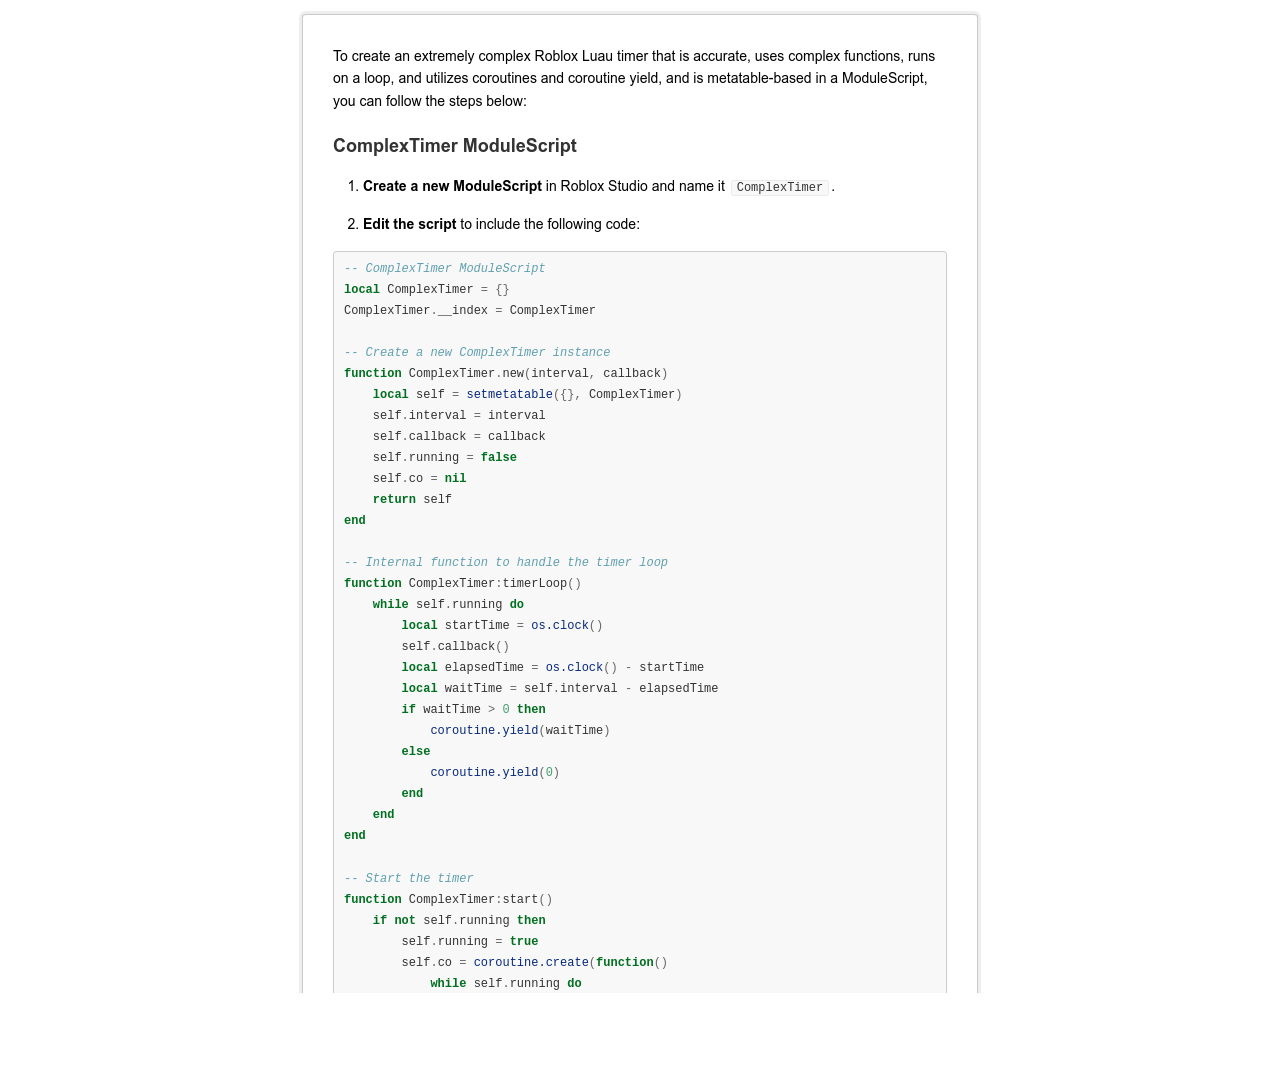 To create an extremely complex Roblox Luau timer that is accurate, uses complex functions, runs
on a loop, and utilizes coroutines and coroutine yield, and is metatable-based in a ModuleScript,
you can follow the steps below:
ComplexTimer ModuleScript
1. Create a new ModuleScript in Roblox Studio and name it ComplexTimer .
2. Edit the script to include the following code:
-- ComplexTimer ModuleScript
local ComplexTimer = {}
ComplexTimer.__index = ComplexTimer
-- Create a new ComplexTimer instance
function ComplexTimer.new(interval, callback)
    local self = setmetatable({}, ComplexTimer)
    self.interval = interval
    self.callback = callback
    self.running = false
    self.co = nil
    return self
end
-- Internal function to handle the timer loop
function ComplexTimer:timerLoop()
    while self.running do
        local startTime = os.clock()
        self.callback()
        local elapsedTime = os.clock() - startTime
        local waitTime = self.interval - elapsedTime
        if waitTime > 0 then
            coroutine.yield(waitTime)
        else
            coroutine.yield(0)
        end
    end
end
-- Start the timer
function ComplexTimer:start()
    if not self.running then
        self.running = true
        self.co = coroutine.create(function()
            while self.running do